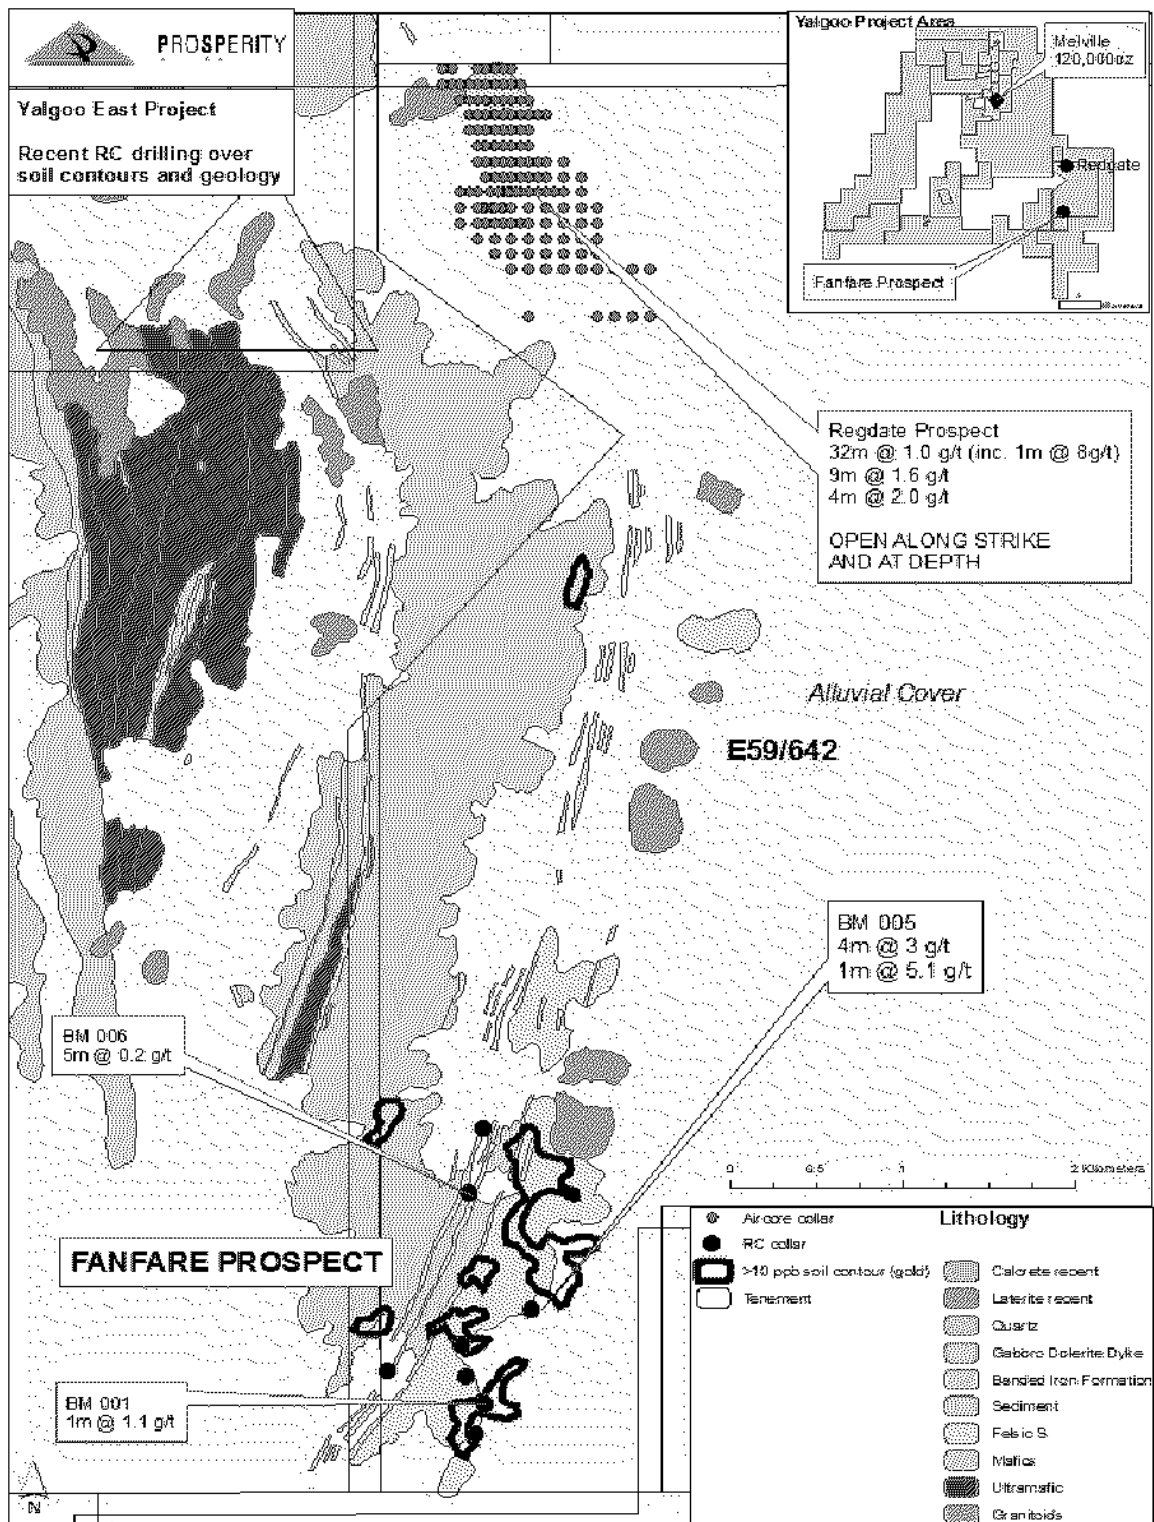 PROSPERITY
Yalgoo East Project
Recent RC drilling over
soil contours and geology
Yalgoo Project Area
Melville
120,000oz
Redgate
Fanfare Prospect
Regdate Prospect
32m @ 1.0 g/t (inc. 1m @ 8g/t)
9m @ 1.6 g/t
4m @ 2.0 g/t
OPEN ALONG STRIKE
AND AT DEPTH
Alluvial Cover
E59/642
BM 005
4m @ 3 g/t
1m @ 5.1 g/t
BM 006
5m @ 0.2 g/t
FANFARE PROSPECT
BM 001
1m @ 1.1 g/t
N
0 0.5 1 2 Kilometers
Aircore collar
RC collar
>10 ppb soil contour (gold)
Tenement
Lithology
Calcrete recent
Laterite recent
Quartz
Gabbro Dolerite Dyke
Banded Iron Formation
Sediment
Felsic S
Mafics
Ultramafic
Granitoids